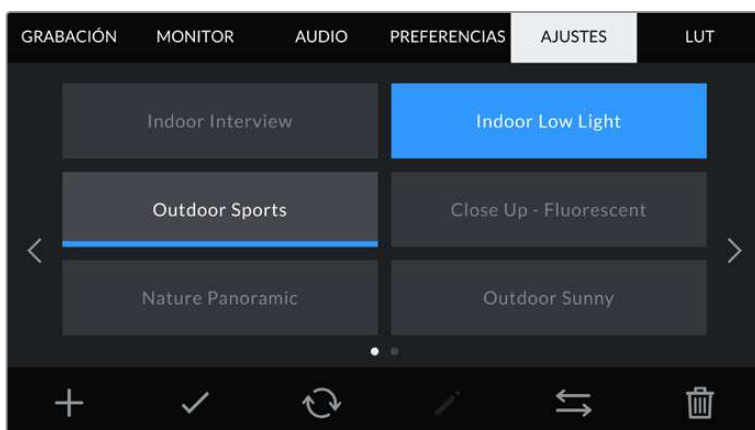 GRABACIÓN MONITOR AUDIO PREFERENCIAS AJUSTES LUT
Indoor Interview Indoor Low Light
Outdoor Sports Close Up - Fluorescent
Nature Panoramic Outdoor Sunny